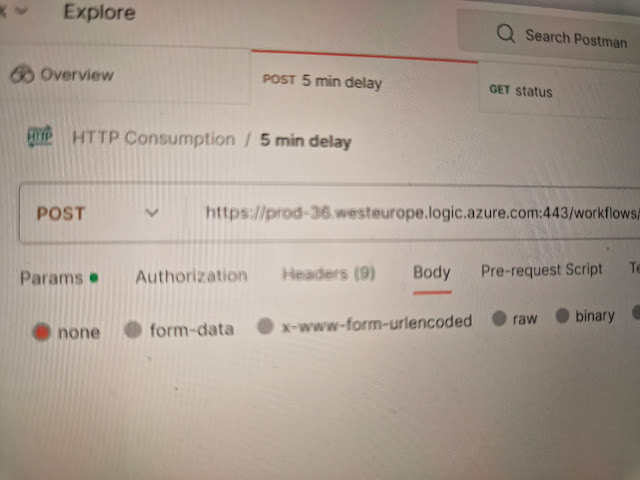 Explore
Search Postman
Overview
POST 5 min delay
GET status
HTTP
HTTP Consumption / 5 min delay
POST
https://prod-36.westeurope.logic.azure.com:443/workflows/
Params
Authorization
Headers (9)
Body
Pre-request Script
none
form-data
x-www-form-urlencoded
raw
binary